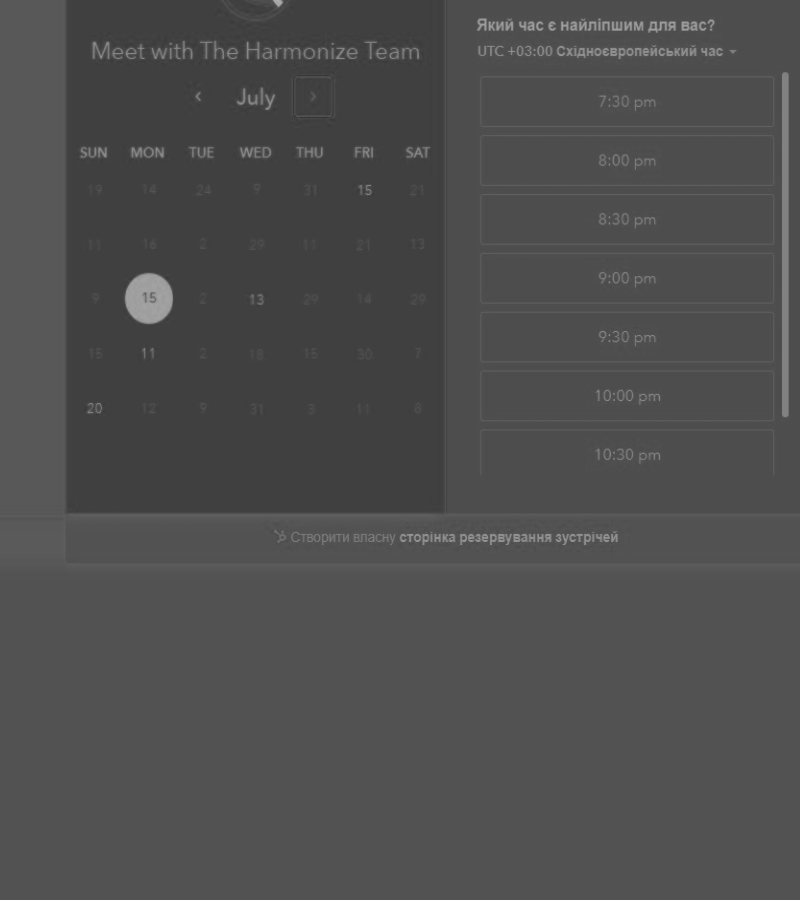 Meet with The Harmonize Team
July
SUN MON TUE WED THU FRI SAT
19 14 24 9 31 15 21
11 16 2 29 11 21 13
9 15 2 13 29 14 29
15 11 2 18 15 30 7
20 12 9 31 3 11 8
Який час є найліпшим для вас?
UTC +03:00 Східноєвропейський час
7:30 pm
8:00 pm
8:30 pm
9:00 pm
9:30 pm
10:00 pm
10:30 pm
Створити власну сторінка резервування зустрічей